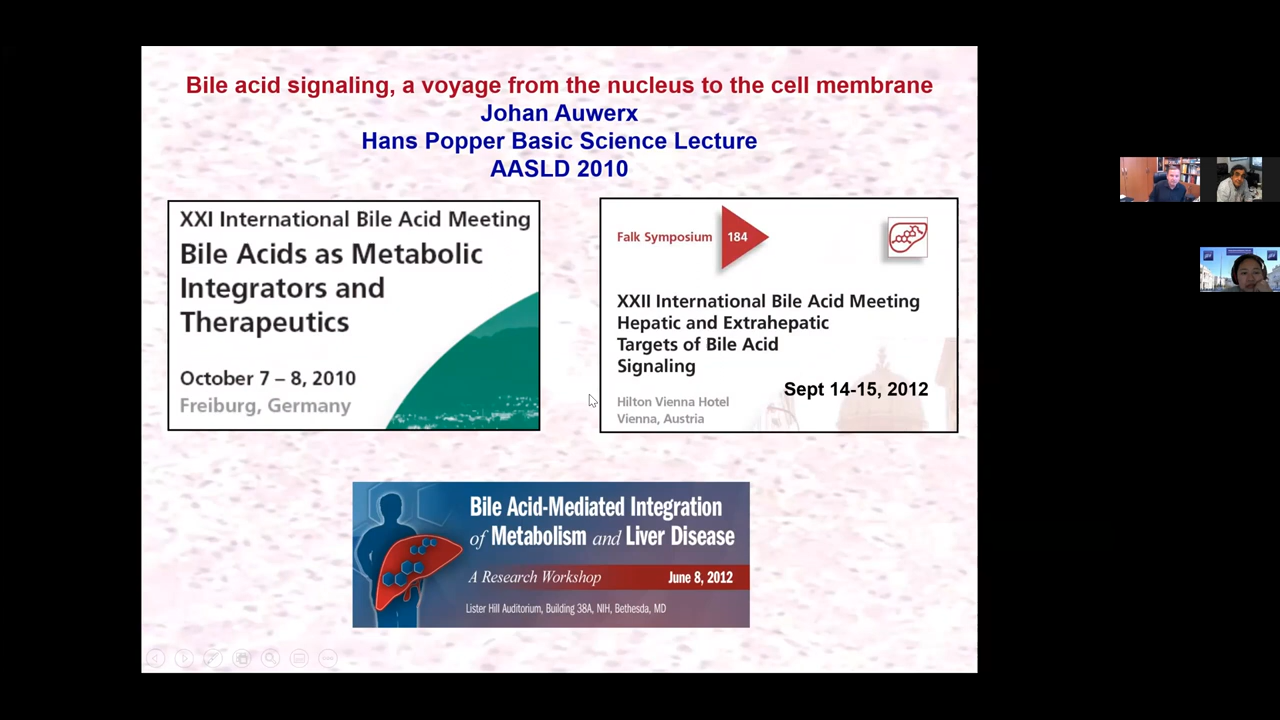 Bile acid signaling, a voyage from the nucleus to the cell membrane
Johan Auwerx
Hans Popper Basic Science Lecture
AASLD 2010
XXI International Bile Acid Meeting
Bile Acids as Metabolic
Integrators and
Therapeutics
October 7 – 8, 2010
Freiburg, Germany
Falk Symposium 184
XXII International Bile Acid Meeting
Hepatic and Extrahepatic
Targets of Bile Acid
Signaling
Sept 14-15, 2012
Hilton Vienna Hotel
Vienna, Austria
Bile Acid-Mediated Integration
of Metabolism and Liver Disease
A Research Workshop June 8, 2012
Lister Hill Auditorium, Building 38A, NIH, Bethesda, MD